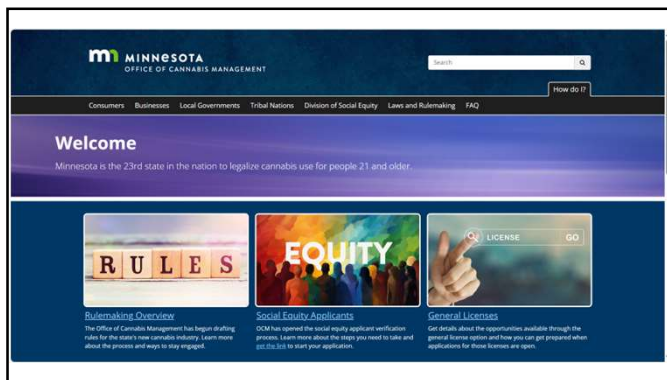 MINNESOTA
OFFICE OF CANNABIS MANAGEMENT
Search
How do I?
Consumers Businesses Local Governments Tribal Nations Division of Social Equity Laws and Rulemaking FAQ
Welcome
Minnesota is the 23rd state in the nation to legalize cannabis use for people 21 and older.
RULES
EQUITY
LICENSE GO
Rulemaking Overview
The Office of Cannabis Management has begun drafting
rules for the state's new cannabis industry. Learn more
about the process and ways to stay engaged.
Social Equity Applicants
OCM has opened the social equity applicant verification
process. Learn more about the steps you need to take and
get the link to start your application.
General Licenses
Get details about the opportunities available through the
general license option and how you can get prepared when
applications for those licenses are open.